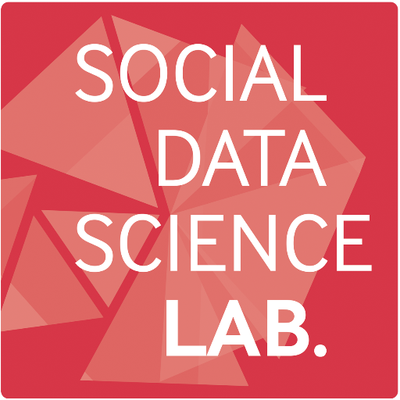 SOCIAL
DATA
SCIENCE
LAB.